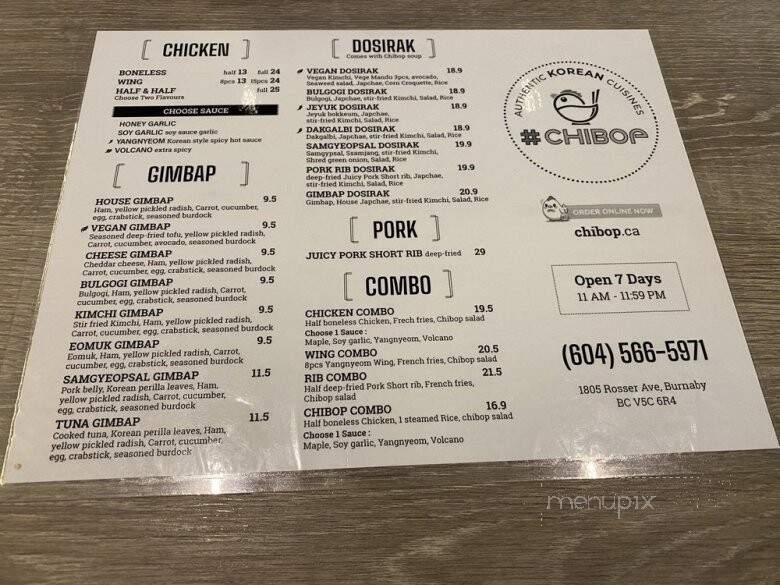 [ CHICKEN ]
BONELESS half 13 full 24
WING 8pcs 13 15pcs 24
HALF & HALF full 25
Choose Two Flavours
CHOOSE SAUCE
HONEY GARLIC
SOY GARLIC soy sauce garlic
YANGNYEOM Korean style spicy hot sauce
VOLCANO extra spicy
[ GIMBAP ]
HOUSE GIMBAP 9.5
Ham, yellow pickled radish, Carrot, cucumber,
egg, crabstick, seasoned burdock
VEGAN GIMBAP 9.5
Seasoned deep-fried tofu, yellow pickled radish,
Carrot, cucumber, avocado, seasoned burdock
CHEESE GIMBAP 9.5
Cheddar cheese, Ham, yellow pickled radish,
Carrot, cucumber, egg, crabstick, seasoned burdock
BULGOGI GIMBAP 9.5
Bulgogi, Ham, yellow pickled radish, Carrot,
cucumber, egg, crabstick, seasoned burdock
KIMCHI GIMBAP 9.5
Stir fried Kimchi, Ham, yellow pickled radish,
Carrot, cucumber, egg, crabstick, seasoned burdock
EOMUK GIMBAP 9.5
Eomuk, Ham, yellow pickled radish, Carrot,
cucumber, egg, crabstick, seasoned burdock
SAMGYEOPSAL GIMBAP 11.5
Pork belly, Korean perilla leaves, Ham,
yellow pickled radish, Carrot, cucumber,
egg, crabstick, seasoned burdock
TUNA GIMBAP 11.5
Cooked tuna, Korean perilla leaves, Ham,
yellow pickled radish, Carrot, cucumber,
egg, crabstick, seasoned burdock
[ DOSIRAK ]
Comes with Chibop soup
VEGAN DOSIRAK 18.9
Vegan Kimchi, Vege Mandu 3pcs, avocado,
Seaweed salad, Japchae, Corn Croquette, Rice
BULGOGI DOSIRAK 18.9
Bulgogi, Japchae, stir-fried Kimchi, Salad, Rice
JEYUK DOSIRAK 18.9
Jeyuk bokkeum, Japchae,
stir-fried Kimchi, Salad, Rice
DAKGALBI DOSIRAK 18.9
Dakgalbi, Japchae, stir-fried Kimchi, Salad, Rice
SAMGYEOPSAL DOSIRAK 19.9
Samgypsal, Ssamjang, stir-fried Kimchi,
Shred green onion, Salad, Rice
PORK RIB DOSIRAK 19.9
deep-fried Juicy Pork Short rib, Japchae,
stir-fried Kimchi, Salad, Rice
GIMBAP DOSIRAK 20.9
Gimbap, House Japchae, stir-fried Kimchi, Salad, Rice
[ PORK ]
JUICY PORK SHORT RIB deep-fried 29
[ COMBO ]
CHICKEN COMBO 19.5
Half boneless Chicken, Frech fries, Chibop salad
Choose 1 Sauce :
Maple, Soy garlic, Yangnyeom, Volcano
WING COMBO 20.5
8pcs Yangnyeom Wing, French fries, Chibop salad
RIB COMBO 21.5
Half deep-fried Pork Short rib, French fries,
Chibop salad
CHIBOP COMBO 16.9
Half boneless Chicken, 1 steamed Rice, chibop salad
Choose 1 Sauce :
Maple, Soy garlic, Yangnyeom, Volcano
AUTHENTIC KOREAN CUISINES
#CHIBOP
ORDER ONLINE NOW
chibop.ca
Open 7 Days
11 AM - 11:59 PM
(604) 566-5971
1805 Rosser Ave, Burnaby
BC V5C 6R4
menupix